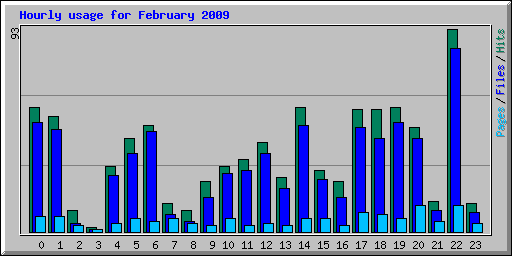 Hourly usage for February 2009
93
Pages / Files / Hits
0 1 2 3 4 5 6 7 8 9 10 11 12 13 14 15 16 17 18 19 20 21 22 23